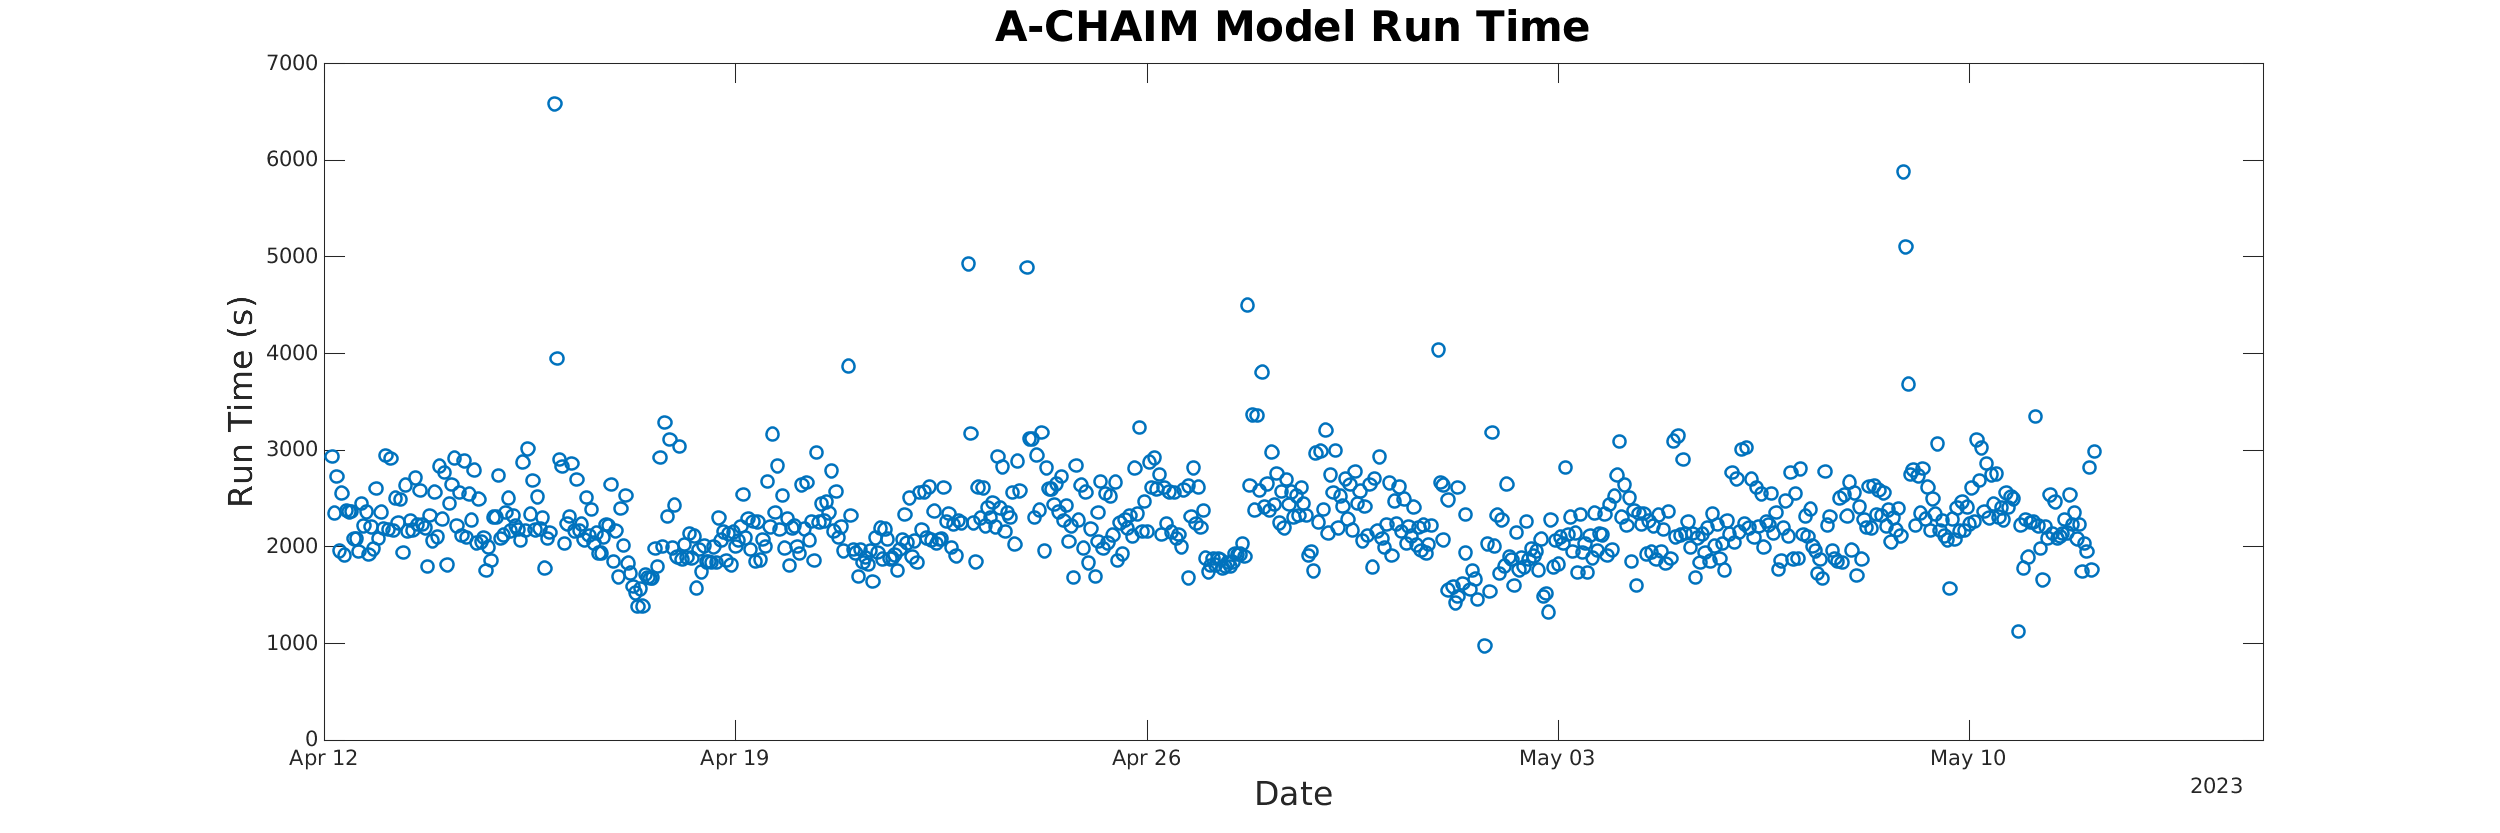 A-CHAIM Model Run Time
7000
6000
5000
4000
3000
2000
1000
0
Run Time (s)
Apr 12 Apr 19 Apr 26 May 03 May 10
2023
Date